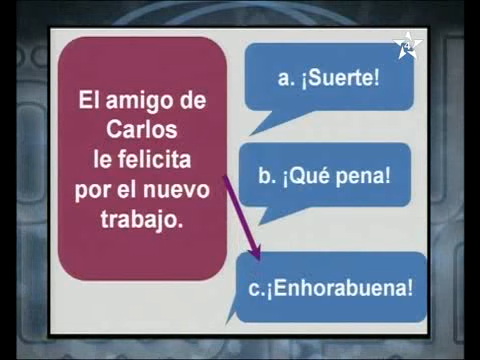 El amigo de
Carlos
le felicita
por el nuevo
trabajo.
a. ¡Suerte!
b. ¡Qué pena!
c.¡Enhorabuena!